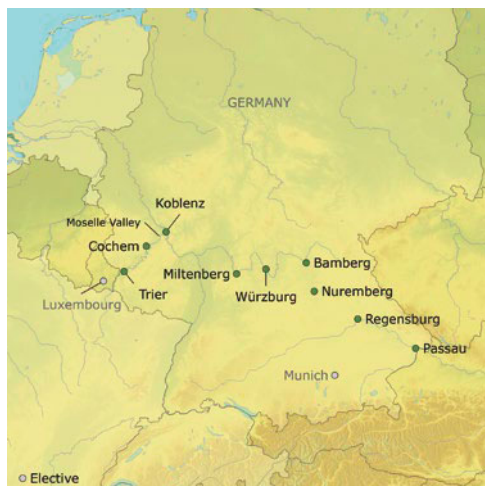 GERMANY
Koblenz
Moselle Valley
Cochem
Bamberg
Miltenberg
Würzburg
Trier
Nuremberg
Luxembourg
Regensburg
Passau
Munich
Elective